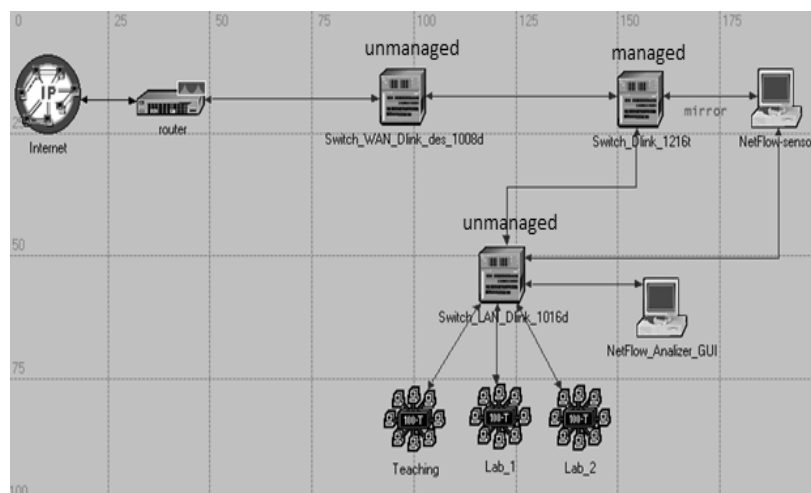 0 25 50 75 100 125 150 175
unmanaged
managed
IP
mirror
Internet
router
Switch_WAN_Dlink_des_1008d
Switch_Dlink_1216t
NetFlow-senso
25
unmanaged
50
Switch_LAN_Dlink_1016d
NetFlow_Analizer_GUI
75
100-T 100-T 100-T
Teaching
Lab_1
Lab_2
100